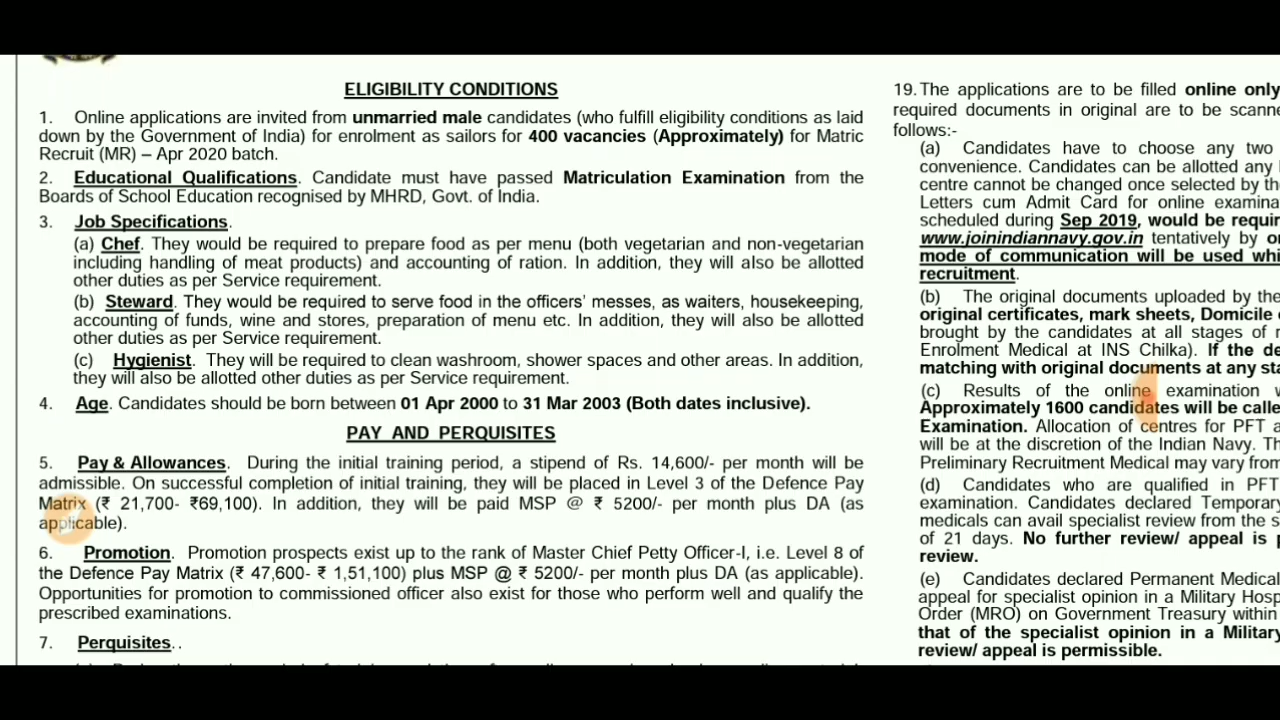 ELIGIBILITY CONDITIONS
1. Online applications are invited from unmarried male candidates (who fulfill eligibility conditions as laid
down by the Government of India) for enrolment as sailors for 400 vacancies (Approximately) for Matric
Recruit (MR) – Apr 2020 batch.
2. Educational Qualifications. Candidate must have passed Matriculation Examination from the
Boards of School Education recognised by MHRD, Govt. of India.
3. Job Specifications.
(a) Chef. They would be required to prepare food as per menu (both vegetarian and non-vegetarian
including handling of meat products) and accounting of ration. In addition, they will also be allotted
other duties as per Service requirement.
(b) Steward. They would be required to serve food in the officers’ messes, as waiters, housekeeping,
accounting of funds, wine and stores, preparation of menu etc. In addition, they will also be allotted
other duties as per Service requirement.
(c) Hygienist. They will be required to clean washroom, shower spaces and other areas. In addition,
they will also be allotted other duties as per Service requirement.
4. Age. Candidates should be born between 01 Apr 2000 to 31 Mar 2003 (Both dates inclusive).
PAY AND PERQUISITES
5. Pay & Allowances. During the initial training period, a stipend of Rs. 14,600/- per month will be
admissible. On successful completion of initial training, they will be placed in Level 3 of the Defence Pay
Matrix (₹ 21,700- ₹69,100). In addition, they will be paid MSP @ ₹ 5200/- per month plus DA (as
applicable).
6. Promotion. Promotion prospects exist up to the rank of Master Chief Petty Officer-I, i.e. Level 8 of
the Defence Pay Matrix (₹ 47,600- ₹ 1,51,100) plus MSP @ ₹ 5200/- per month plus DA (as applicable).
Opportunities for promotion to commissioned officer also exist for those who perform well and qualify the
prescribed examinations.
7. Perquisites..
19. The applications are to be filled online only
required documents in original are to be scanne
follows:-
(a) Candidates have to choose any two
convenience. Candidates can be allotted any
centre cannot be changed once selected by the
Letters cum Admit Card for online examina
scheduled during Sep 2019, would be requir
www.joinindiannavy.gov.in tentatively by o
mode of communication will be used whi
recruitment.
(b) The original documents uploaded by the
original certificates, mark sheets, Domicile
brought by the candidates at all stages of
Enrolment Medical at INS Chilka). If the de
matching with original documents at any sta
(c) Results of the online examination
Approximately 1600 candidates will be calle
Examination. Allocation of centres for PFT a
will be at the discretion of the Indian Navy. Th
Preliminary Recruitment Medical may vary from
(d) Candidates who are qualified in PFT
examination. Candidates declared Temporary
medicals can avail specialist review from the s
of 21 days. No further review/ appeal is p
review.
(e) Candidates declared Permanent Medical
appeal for specialist opinion in a Military Hosp
Order (MRO) on Government Treasury within
that of the specialist opinion in a Military
review/ appeal is permissible.